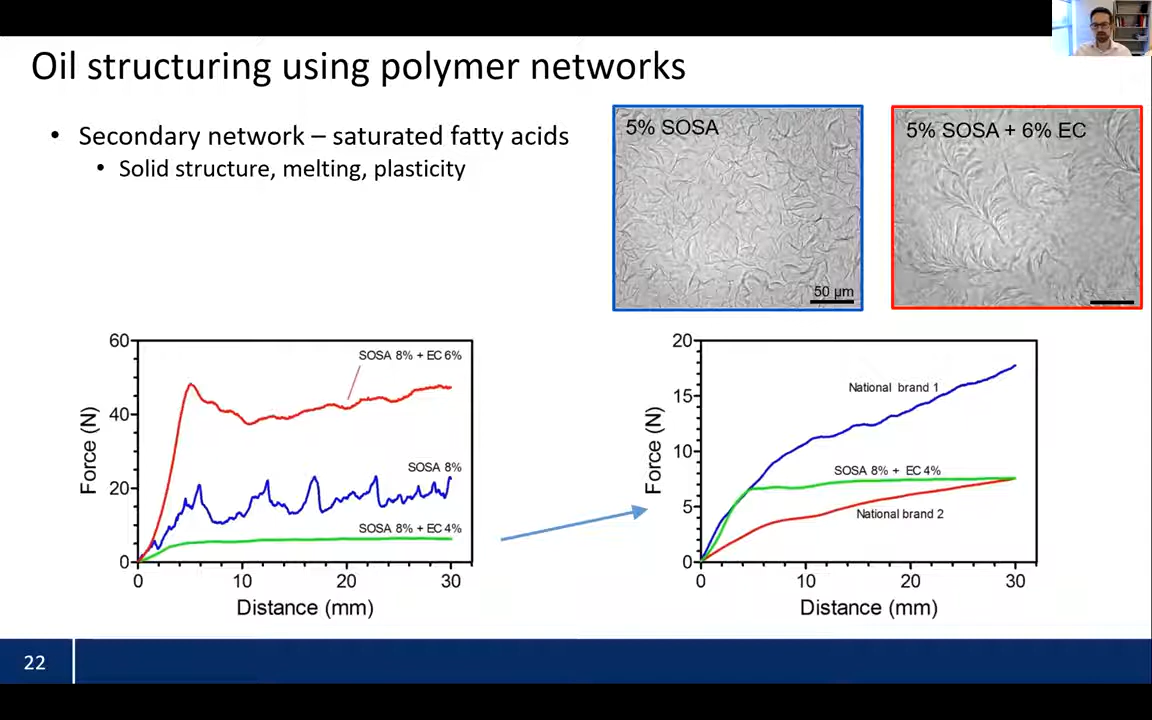 Oil structuring using polymer networks
• Secondary network – saturated fatty acids
• Solid structure, melting, plasticity
5% SOSA
50 µm
5% SOSA + 6% EC
60
40
20
0
Force (N)
SOSA 8% + EC 6%
SOSA 8%
SOSA 8% + EC 4%
0 10 20 30
Distance (mm)
20
15
10
5
0
Force (N)
National brand 1
SOSA 8% + EC 4%
National brand 2
0 10 20 30
Distance (mm)
22